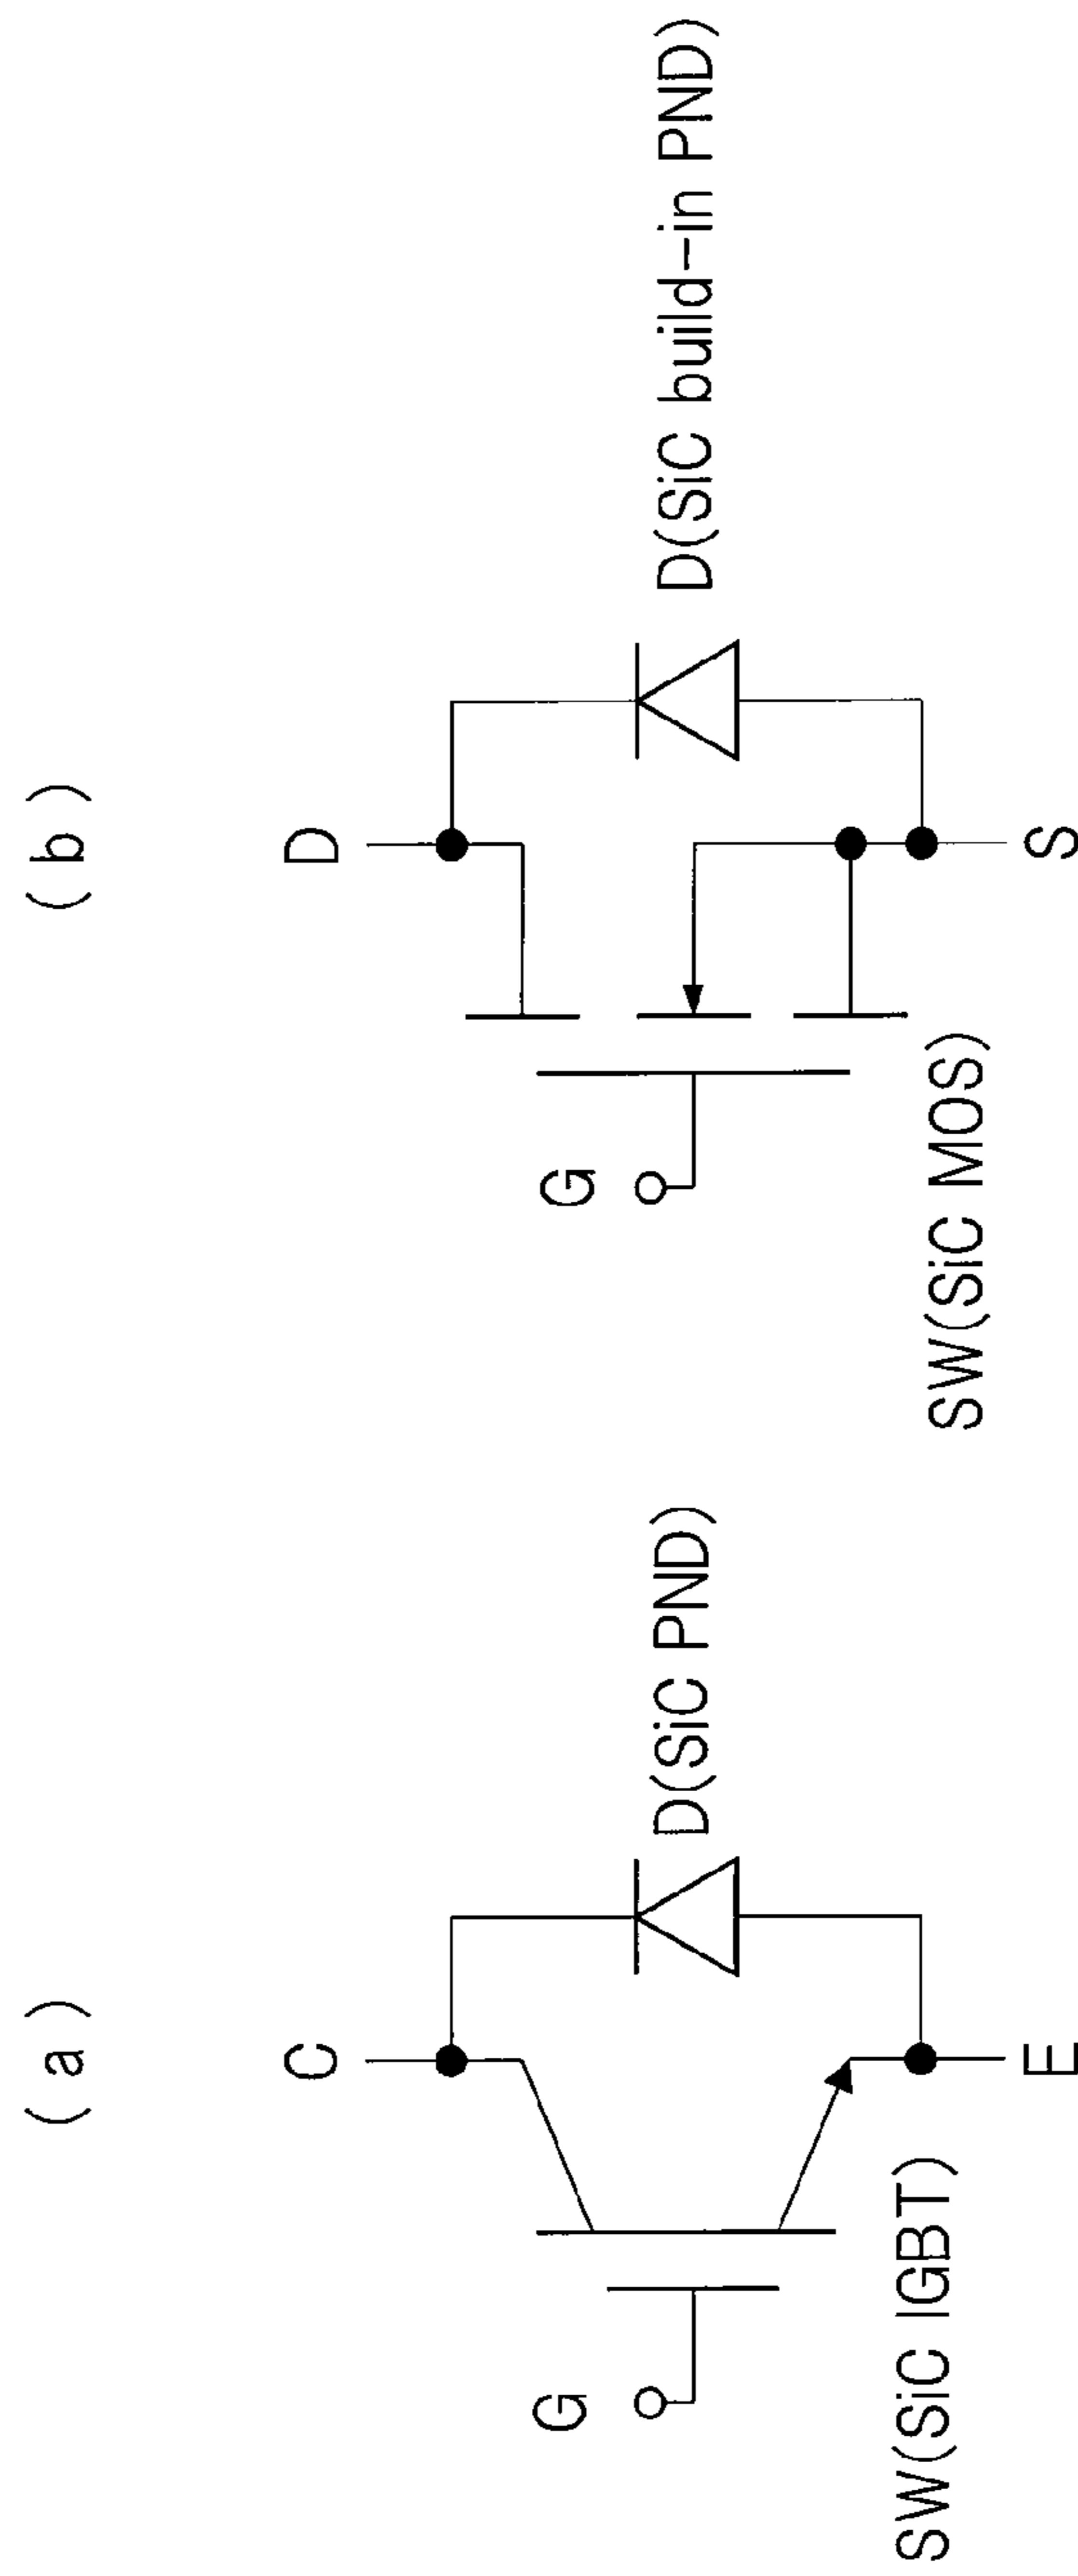 (a)
C
G
D(SiC PND)
E
SW(SiC IGBT)
(b)
D
G
D(SiC build-in PND)
S
SW(SiC MOS)